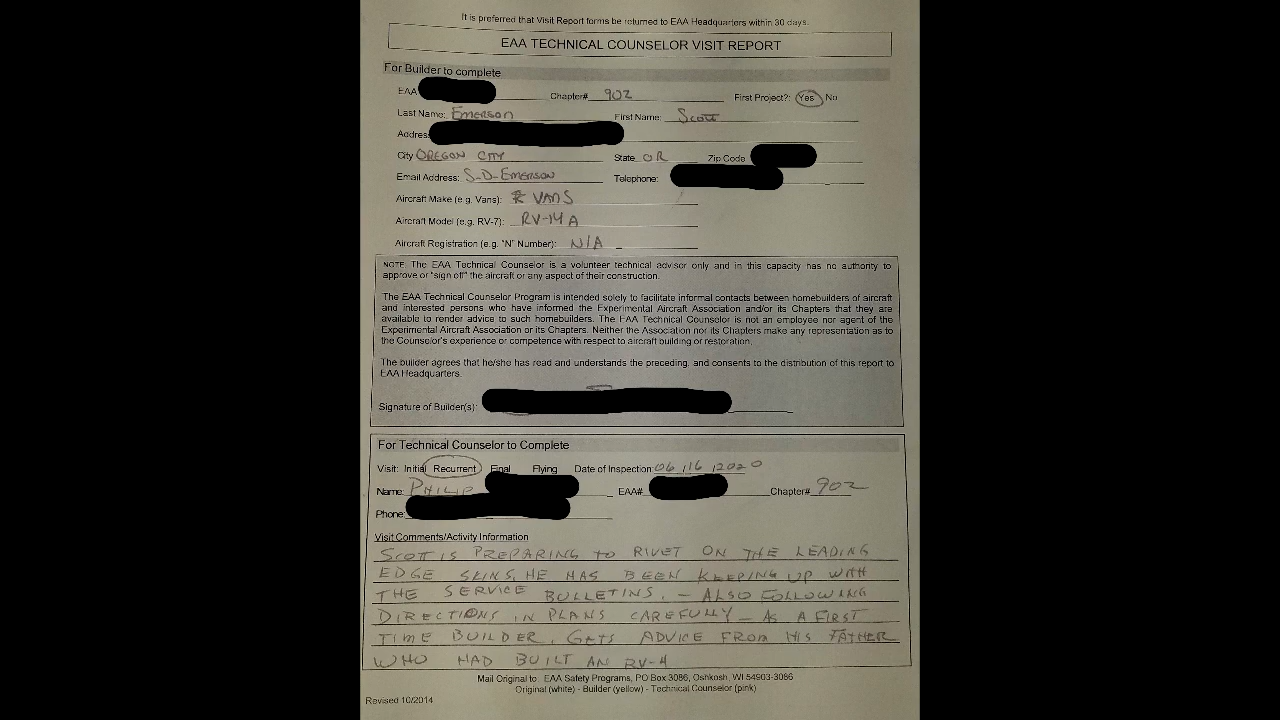 It is preferred that Visit Report forms be returned to EAA Headquarters within 30 days.
EAA TECHNICAL COUNSELOR VISIT REPORT
For Builder to complete
EAA Chapter# 902 First Project?: Yes No
Last Name: Emerson First Name: Scott
Address
City OREGON CITY State OR Zip Code
Email Address: S-D-EMERSON Telephone:
Aircraft Make (e.g. Vans): VANS
Aircraft Model (e.g. RV-7): RV-14A
Aircraft Registration (e.g. "N" Number): N/A
NOTE: The EAA Technical Counselor is a volunteer technical advisor only and in this capacity has no authority to
approve or "sign off" the aircraft or any aspect of their construction.
The EAA Technical Counselor Program is intended solely to facilitate informal contacts between homebuilders of aircraft
and interested persons who have informed the Experimental Aircraft Association and/or its Chapters that they are
available to render advice to such homebuilders. The EAA Technical Counselor is not an employee nor agent of the
Experimental Aircraft Association or its Chapters. Neither the Association nor its Chapters make any representation as to
the Counselor's experience or competence with respect to aircraft building or restoration.
The builder agrees that he/she has read and understands the preceding, and consents to the distribution of this report to
EAA Headquarters.
Signature of Builder(s):
For Technical Counselor to Complete
Visit: Initial Recurrent Final Flying Date of Inspection: 06/16/2020
Name: PHILIP EAA# Chapter# 902
Phone:
Visit Comments/Activity Information
SCOTT IS PREPARING TO RIVET ON THE LEADING
EDGE SKINS. HE HAS BEEN KEEPING UP WITH
THE SERVICE BULLETINS. - ALSO FOLLOWING
DIRECTIONS IN PLANS CAREFULLY - AS A FIRST
TIME BUILDER, GETS ADVICE FROM HIS FATHER
WHO HAD BUILT AN RV-4
Mail Original to: EAA Safety Programs, PO Box 3086, Oshkosh, WI 54903-3086
Original (white) - Builder (yellow) - Technical Counselor (pink)
Revised 10/2014